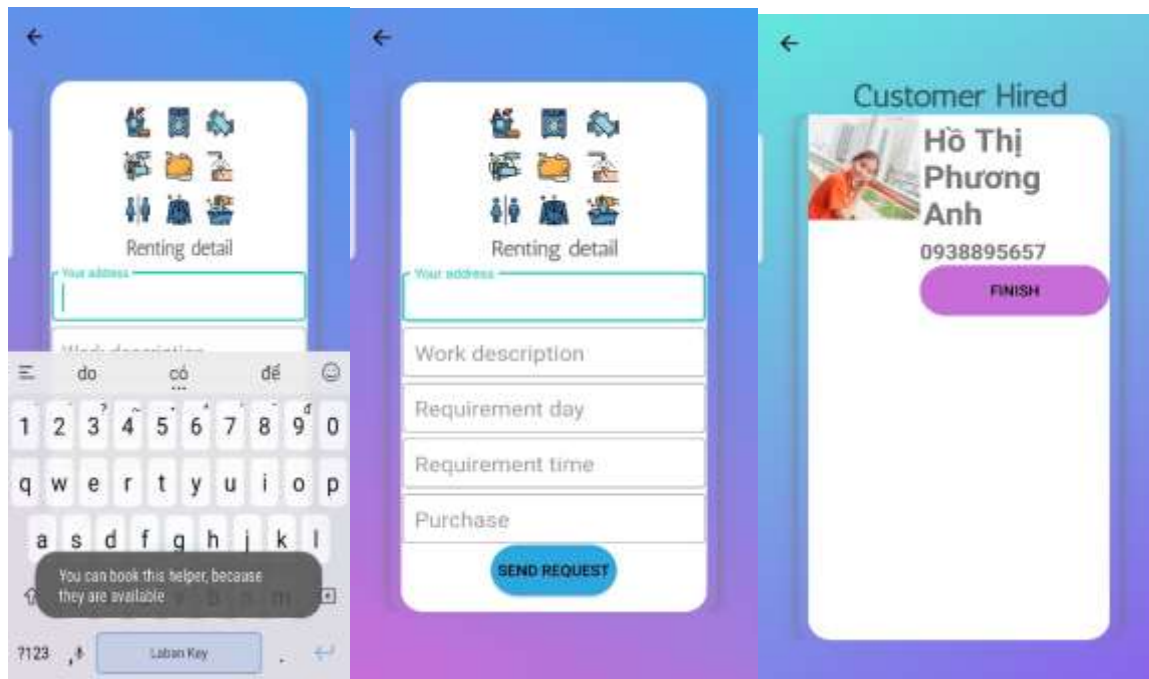 Renting detail
Your address
do có để
1 2 3 4 5 6 7 8 9 0
q w e r t y u i o p
a s d f g h j k l
You can book this helper, because
they are available
?123 , Laban Key .
Renting detail
Your address
Work description
Requirement day
Requirement time
Purchase
SEND REQUEST
Customer Hired
Hồ Thị
Phương
Anh
0938895657
FINISH